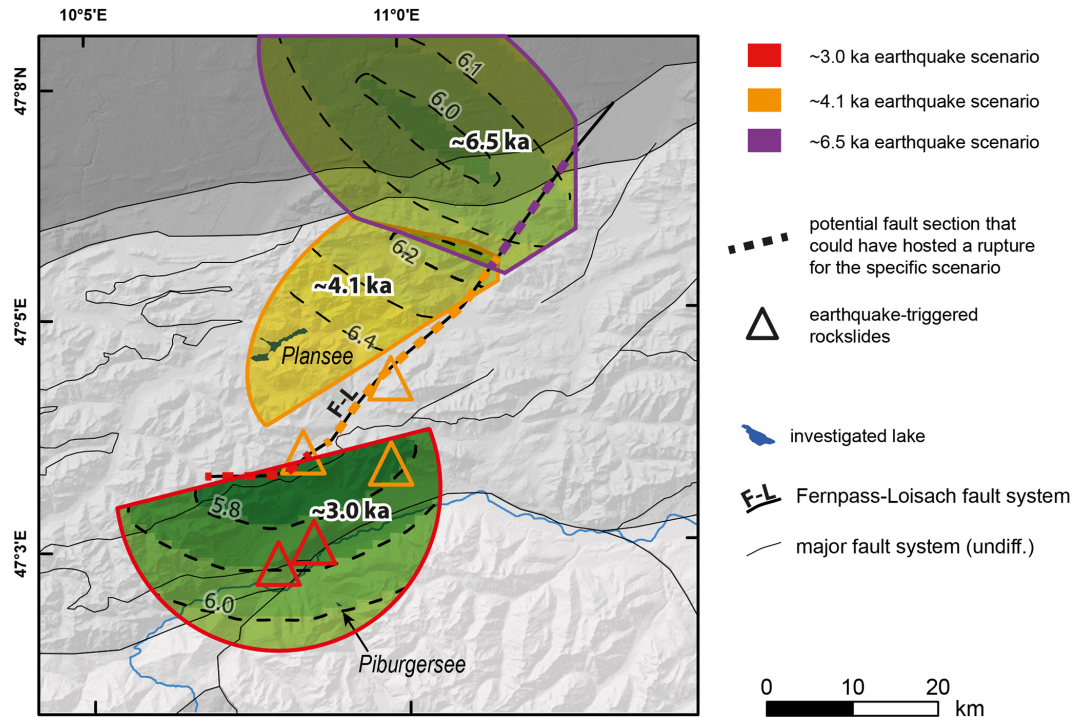 10°5'E
11°0'E
47°8'N
47°5'N
47°3'N
6.1
6.0
~6.5 ka
6.2
~4.1 ka
6.4
Plansee
F-L
5.8
~3.0 ka
6.0
Piburgersee
~3.0 ka earthquake scenario
~4.1 ka earthquake scenario
~6.5 ka earthquake scenario
potential fault section that
could have hosted a rupture
for the specific scenario
earthquake-triggered
rockslides
investigated lake
F-L
Fernpass-Loisach fault system
major fault system (undiff.)
0
10
20
km